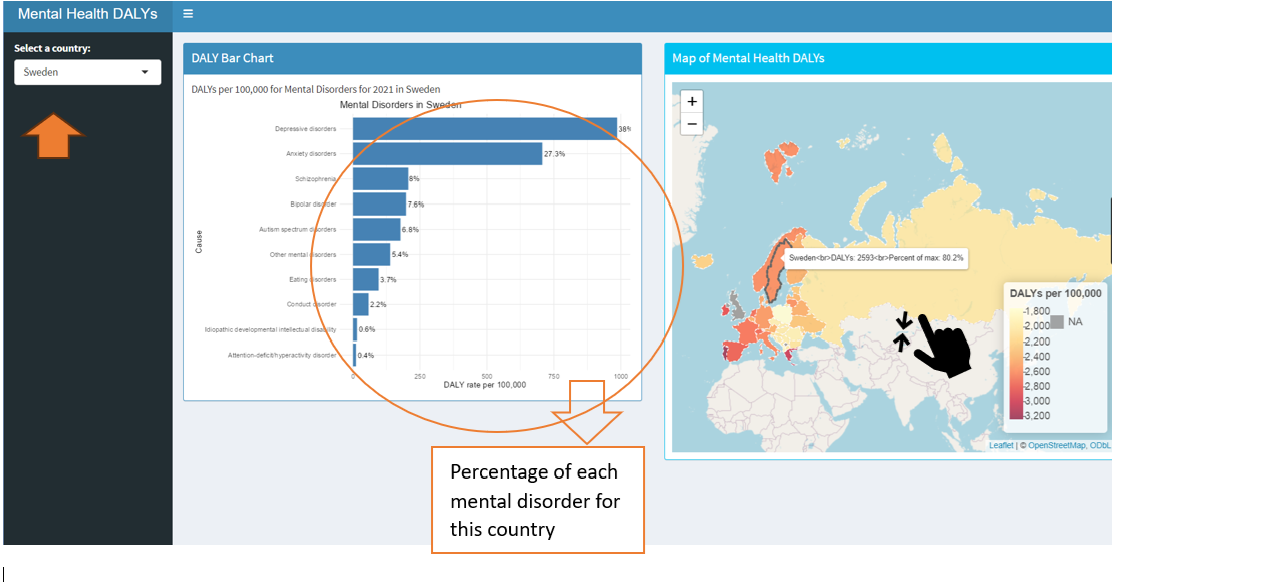 Mental Health DALYs
Select a country:
Sweden
DALY Bar Chart
DALYs per 100,000 for Mental Disorders for 2021 in Sweden
Mental Disorders in Sweden
Cause
Depressive disorders
38%
Anxiety disorders
27.3%
Schizophrenia
8%
Bipolar disorder
7.6%
Autism spectrum disorders
6.8%
Other mental disorders
5.4%
Eating disorders
3.7%
Conduct disorder
2.2%
Idiopathic developmental intellectual disability
0.6%
Attention-deficit/hyperactivity disorder
0.4%
0 250 500 750 1000
DALY rate per 100,000
Percentage of each
mental disorder for
this country
Map of Mental Health DALYs
+
−
Sweden<br>DALYs: 2593<br>Percent of max: 80.2%
DALYs per 100,000
1,800
2,000
2,200
2,400
2,600
2,800
3,000
3,200
NA
Leaflet | © OpenStreetMap, ODbL